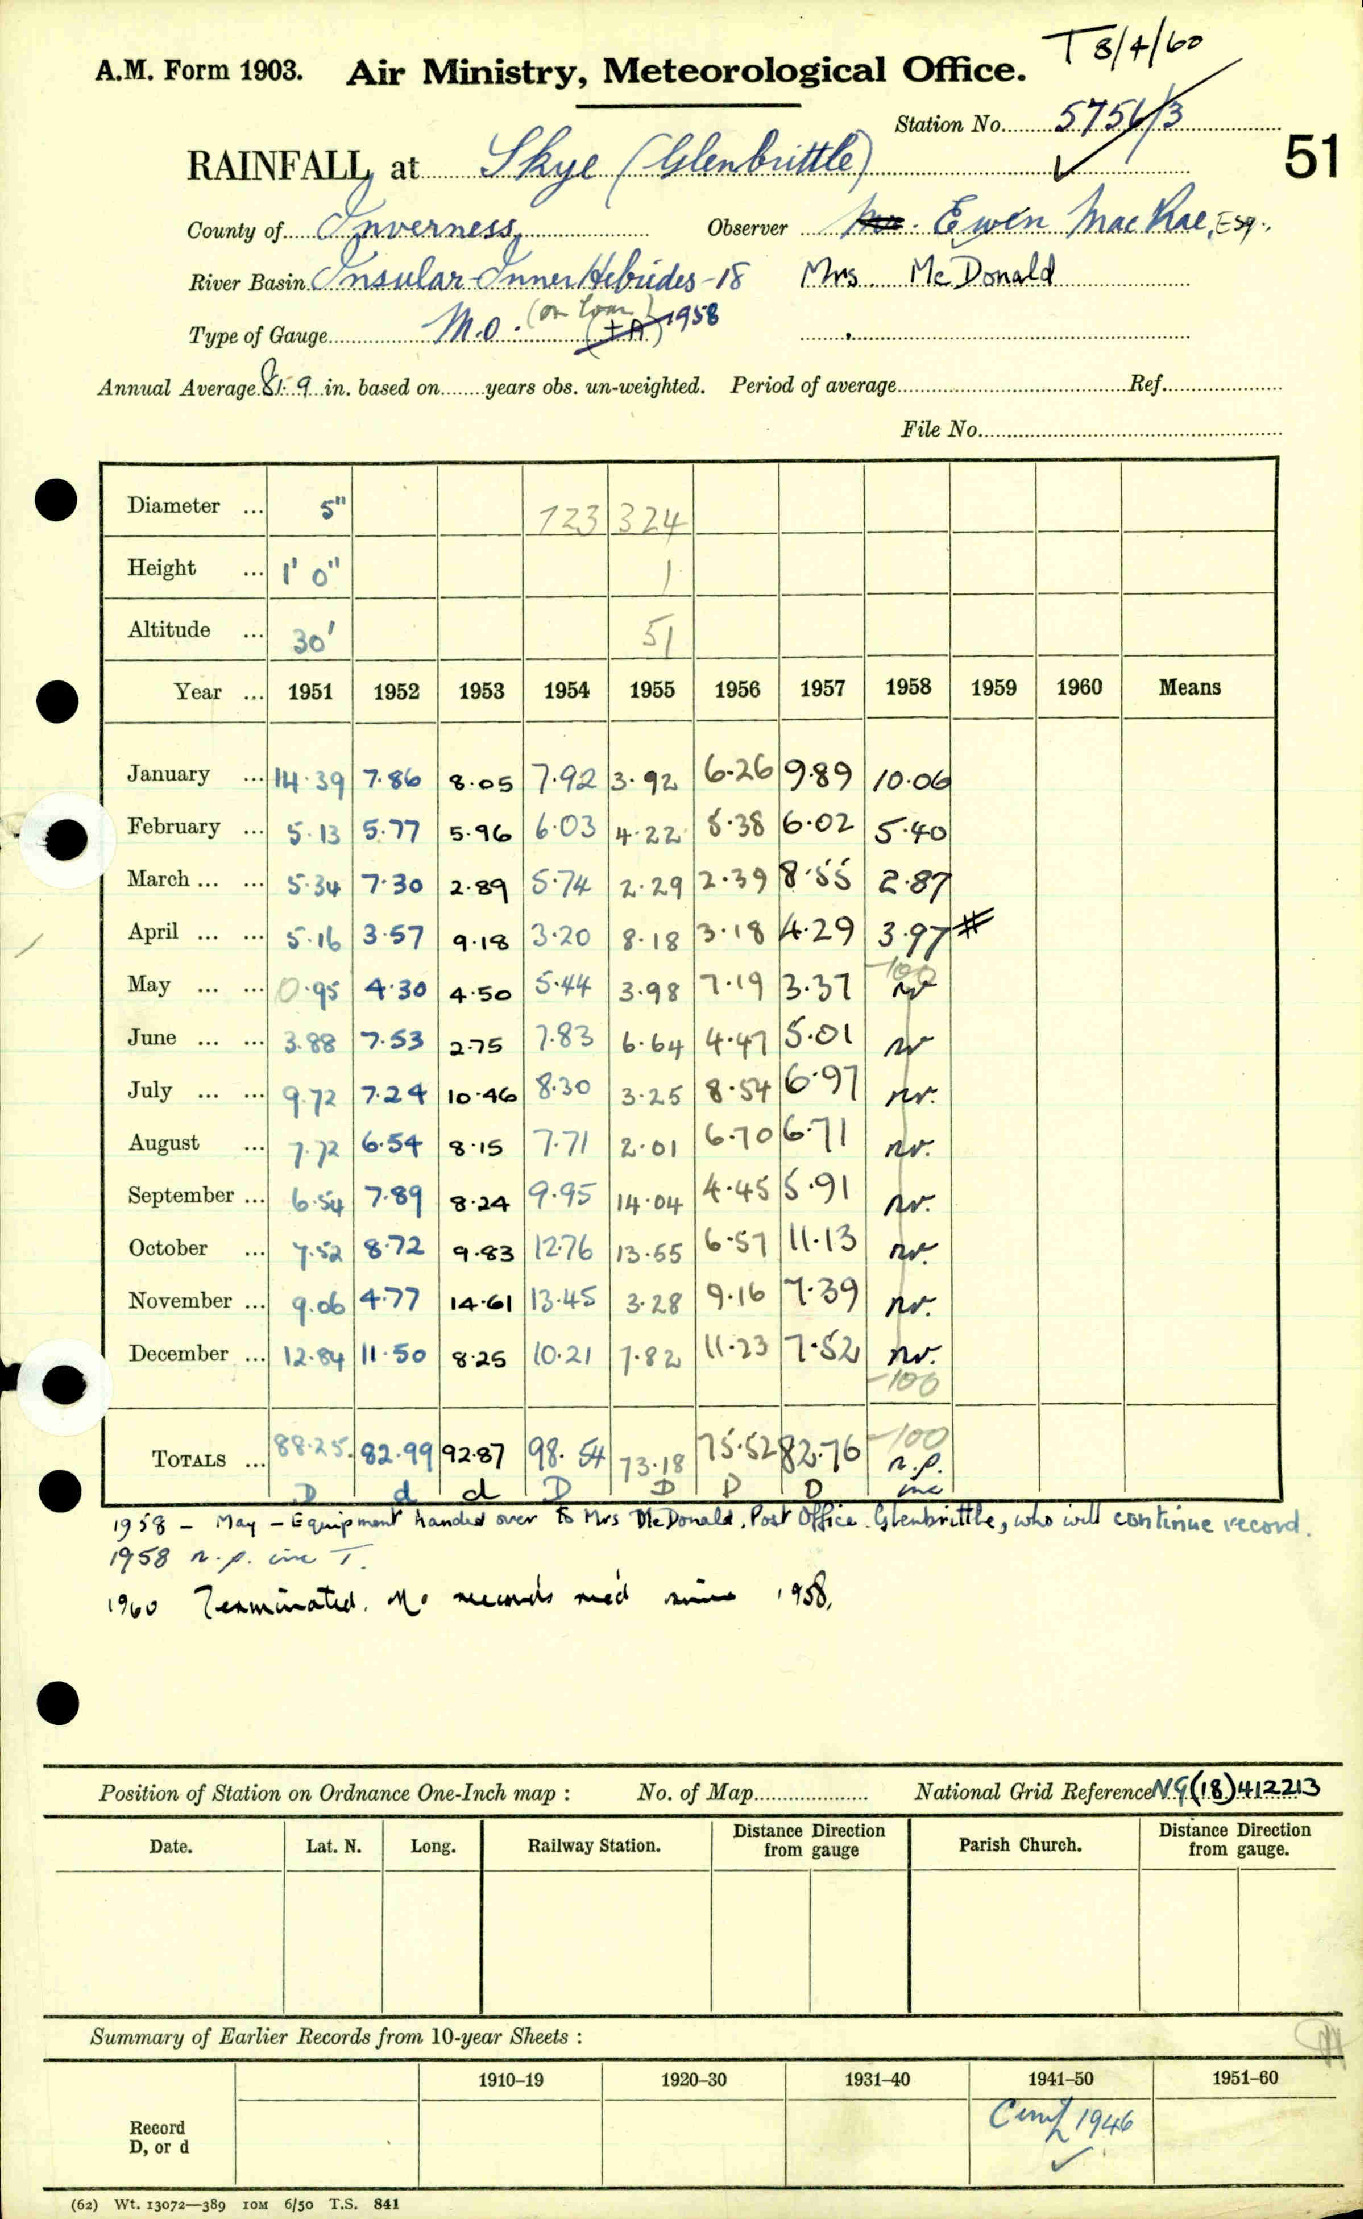 T 8/4/60
A.M. Form 1903. Air Ministry, Meteorological Office.
Station No. 5756/3
51
RAINFALL at Skye (Glenbrittle)
County of Inverness Observer Mr. Ewen MacRae, Esq.,
River Basin Insular-Inner Hebrides-18 Mrs. McDonald
Type of Gauge M.O. (on loan) (+A) 1958
Annual Average 81.9 in. based on years obs. un-weighted. Period of average Ref.
File No.
Diameter ... 5" 123 324
Height ... 1' 0" 1
Altitude ... 30' 51
Year ... 1951 1952 1953 1954 1955 1956 1957 1958 1959 1960 Means
January ... 14.39 7.86 8.05 7.92 3.92 6.26 9.89 10.06
February ... 5.13 5.77 5.96 6.03 4.22 5.38 6.02 5.40
March ... ... 5.34 7.30 2.89 5.74 2.29 2.39 8.55 2.87
April ... ... 5.16 3.57 9.18 3.20 8.18 3.18 4.29 3.97 #
May ... ... 0.95 4.30 4.50 5.44 3.98 7.19 3.37 -100 nr
June ... ... 3.88 7.53 2.75 7.83 6.64 4.47 5.01 nr
July ... ... 9.72 7.24 10.46 8.30 3.25 8.54 6.97 nr.
August ... 7.72 6.54 8.15 7.71 2.01 6.70 6.71 nr.
September ... 6.54 7.89 8.24 9.95 14.04 4.45 5.91 nr.
October ... 7.52 8.72 9.83 12.76 13.55 6.57 11.13 nr.
November ... 9.06 4.77 14.61 13.45 3.28 9.16 7.39 nr.
December ... 12.84 11.50 8.25 10.21 7.82 11.23 7.52 nr.
-100
TOTALS ... 88.25. 82.99 92.87 98.54 73.18 75.52 82.76 -100 n.p.
D d d D D D D inc
1958 - May - Equipment handed over to Mrs McDonald, Post Office, Glenbrittle, who will continue record.
1958 n.p. inc T.
1960 Terminated. No records rec'd since 1958.
Position of Station on Ordnance One-Inch map : No. of Map National Grid Reference NG(18)412213
Date. Lat. N. Long. Railway Station. Distance from gauge Direction Parish Church. Distance from gauge. Direction
Summary of Earlier Records from 10-year Sheets :
1910–19 1920–30 1931–40 1941–50 1951–60
Record
D, or d
1946
(62) Wt. 13072—389 10M 6/50 T.S. 841